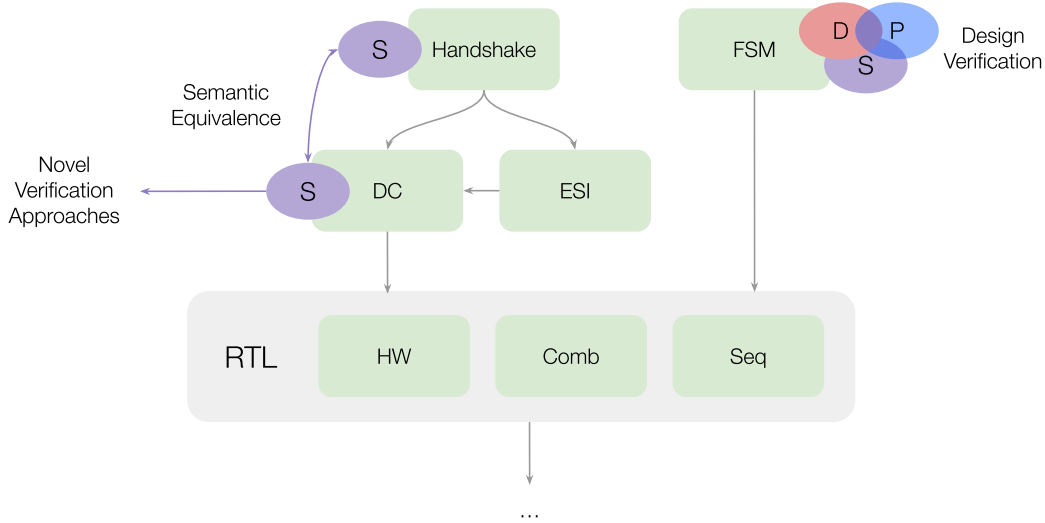 S
Handshake
FSM
D
P
S
Design
Verification
Semantic
Equivalence
Novel
Verification
Approaches
S
DC
ESI
RTL
HW
Comb
Seq
...